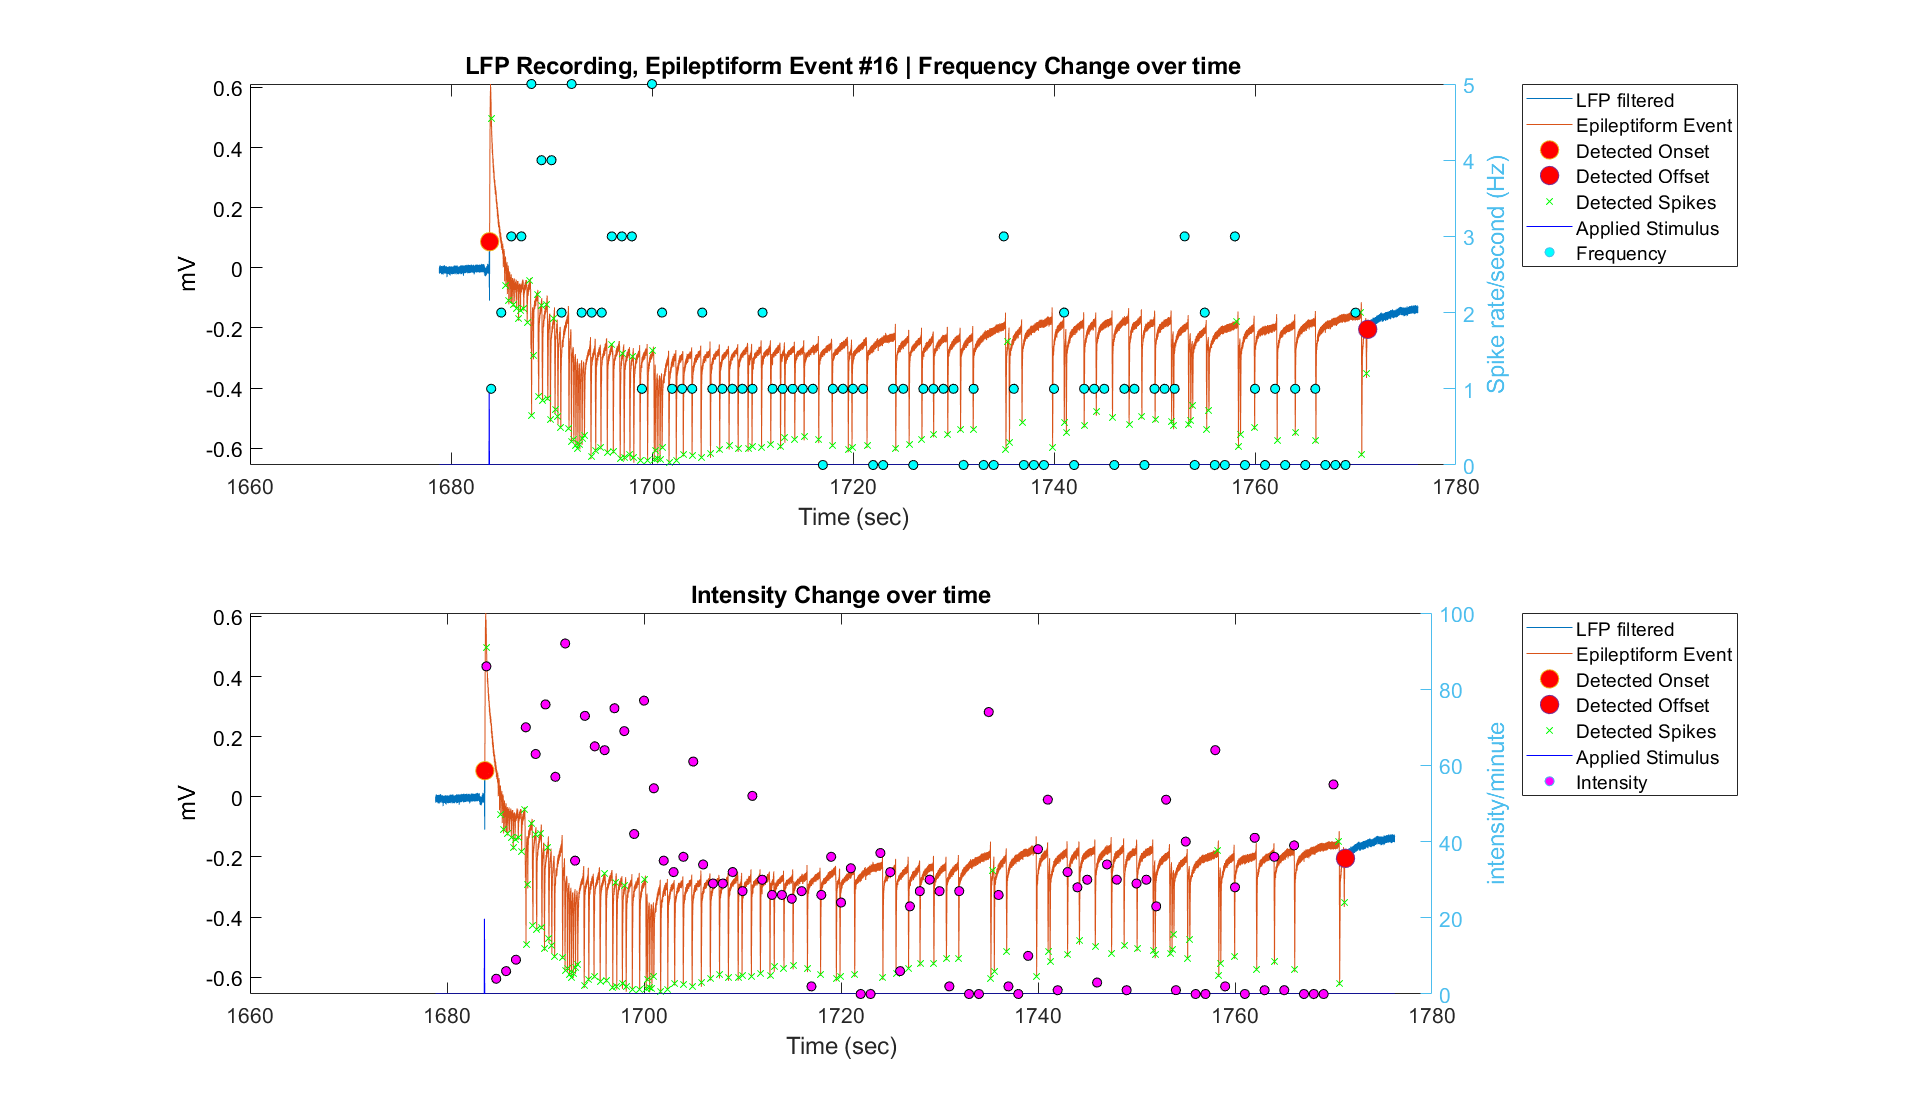 LFP Recording, Epileptiform Event #16 | Frequency Change over time
0.6
0.4
0.2
0
-0.2
-0.4
-0.6
mV
5
4
3
2
1
0
Spike rate/second (Hz)
1660 1680 1700 1720 1740 1760 1780
Time (sec)
LFP filtered
Epileptiform Event
Detected Onset
Detected Offset
Detected Spikes
Applied Stimulus
Frequency
Intensity Change over time
0.6
0.4
0.2
0
-0.2
-0.4
-0.6
mV
100
80
60
40
20
0
intensity/minute
1660 1680 1700 1720 1740 1760 1780
Time (sec)
LFP filtered
Epileptiform Event
Detected Onset
Detected Offset
Detected Spikes
Applied Stimulus
Intensity